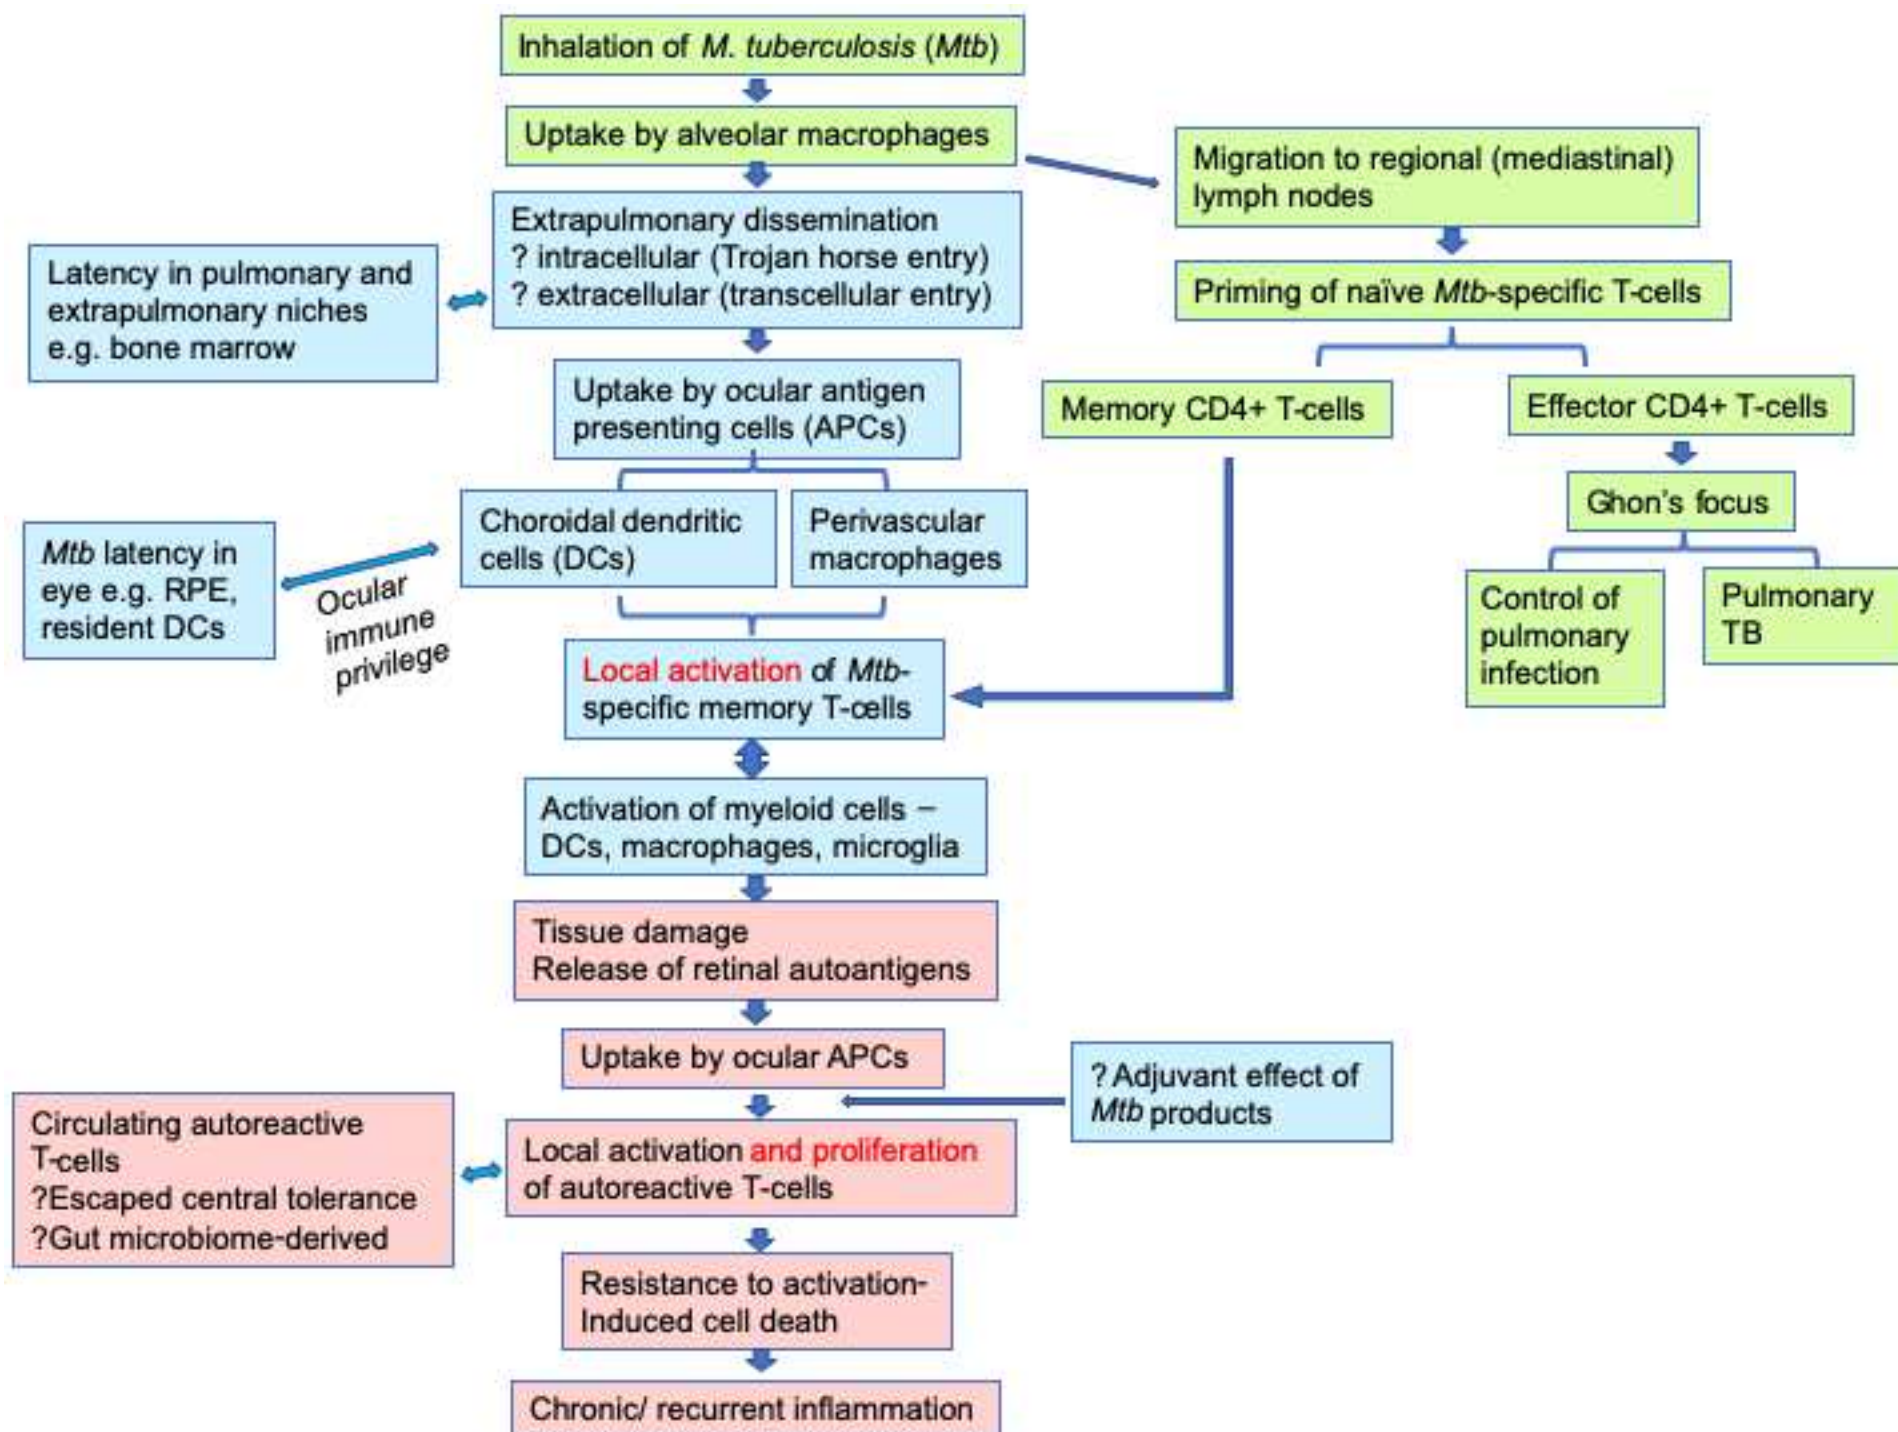 Inhalation of M. tuberculosis (Mtb)
Uptake by alveolar macrophages
Migration to regional (mediastinal)
lymph nodes
Extrapulmonary dissemination
? intracellular (Trojan horse entry)
? extracellular (transcellular entry)
Latency in pulmonary and
extrapulmonary niches
e.g. bone marrow
Priming of naïve Mtb-specific T-cells
Uptake by ocular antigen
presenting cells (APCs)
Memory CD4+ T-cells
Effector CD4+ T-cells
Ghon's focus
Choroidal dendritic
cells (DCs)
Perivascular
macrophages
Mtb latency in
eye e.g. RPE,
resident DCs
Ocular
immune
privilege
Control of
pulmonary
infection
Pulmonary
TB
Local activation of Mtb-
specific memory T-cells
Activation of myeloid cells –
DCs, macrophages, microglia
Tissue damage
Release of retinal autoantigens
Uptake by ocular APCs
?Adjuvant effect of
Mtb products
Circulating autoreactive
T-cells
?Escaped central tolerance
?Gut microbiome-derived
Local activation and proliferation
of autoreactive T-cells
Resistance to activation-
Induced cell death
Chronic/ recurrent inflammation